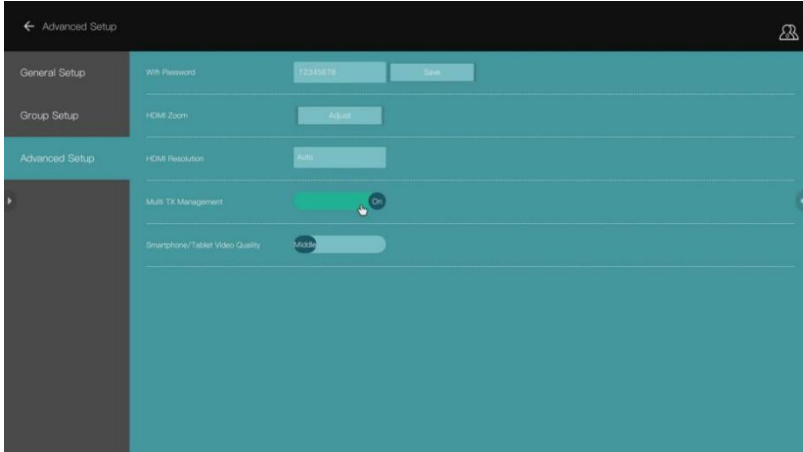 Advanced Setup
General Setup
Wifi Password 12345678 Save
Group Setup
HDMI Zoom Adjust
Advanced Setup
HDMI Resolution Auto
Multi TX Management On
Smartphone/Tablet Video Quality Middle